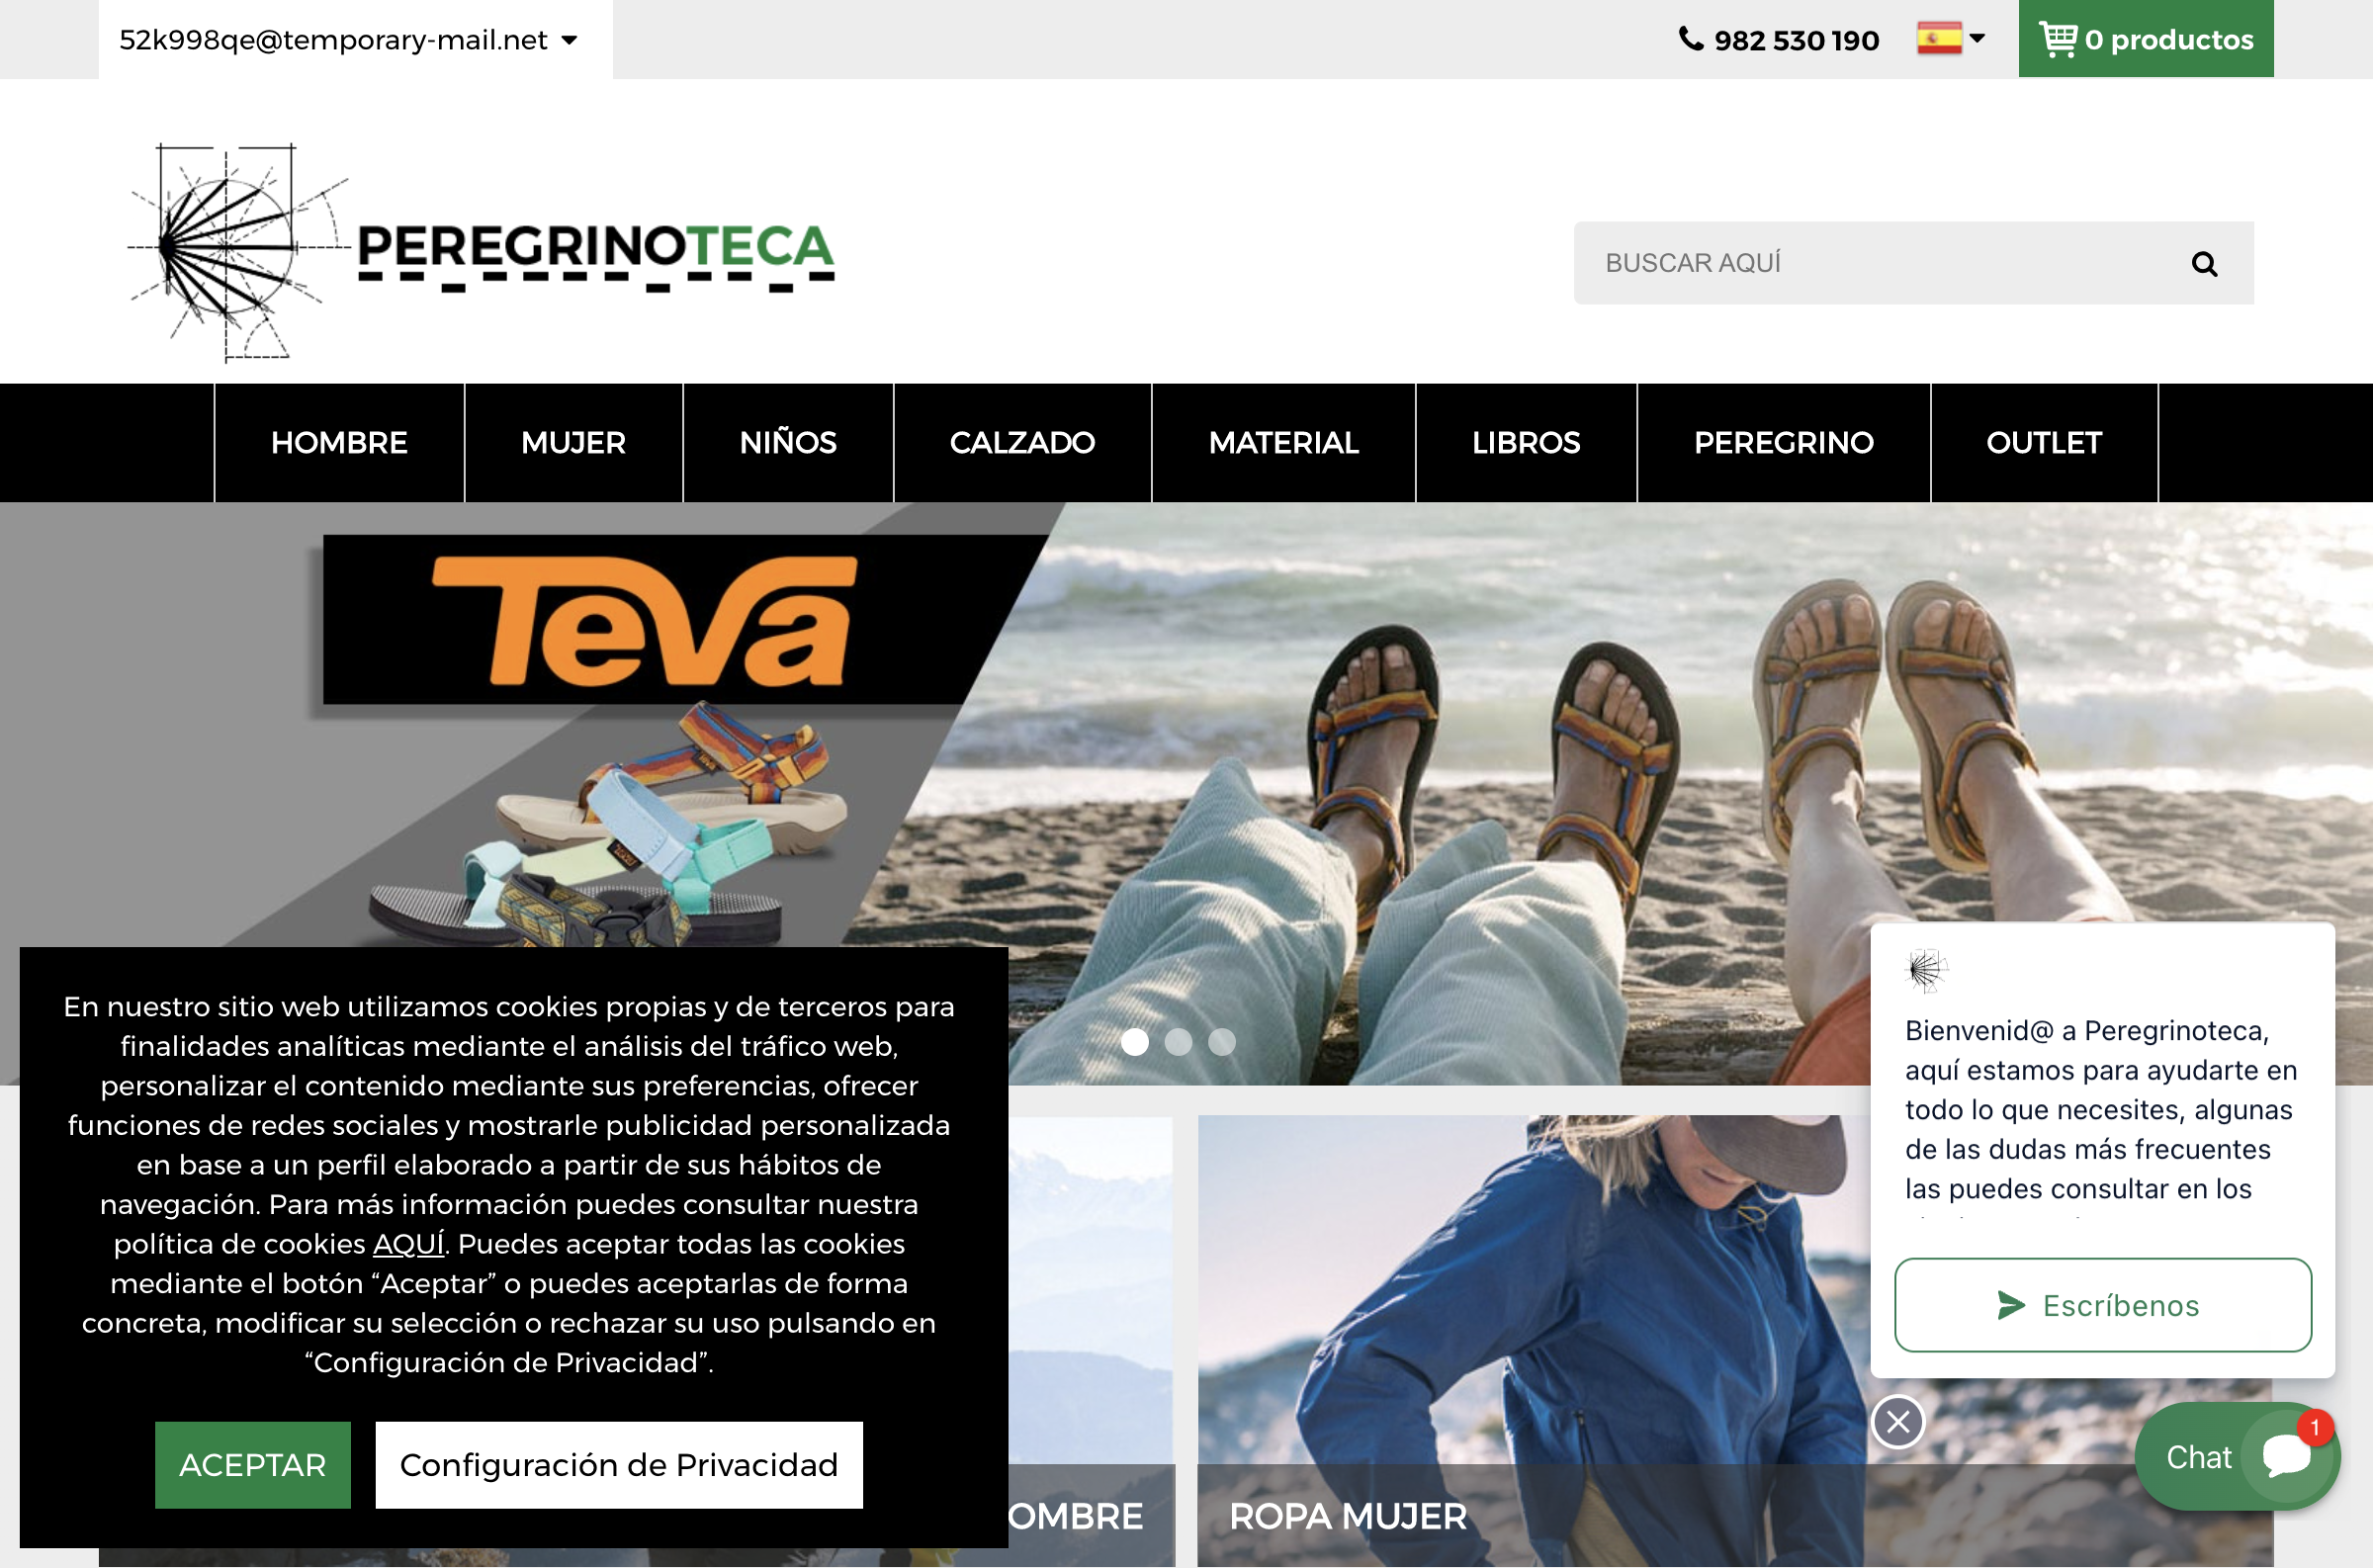 52k998qe@temporary-mail.net
982 530 190
0 productos
PEREGRINOTECA
BUSCAR AQUÍ
HOMBRE
MUJER
NIÑOS
CALZADO
MATERIAL
LIBROS
PEREGRINO
OUTLET
Teva
Teva
En nuestro sitio web utilizamos cookies propias y de terceros para
finalidades analíticas mediante el análisis del tráfico web,
personalizar el contenido mediante sus preferencias, ofrecer
funciones de redes sociales y mostrarle publicidad personalizada
en base a un perfil elaborado a partir de sus hábitos de
navegación. Para más información puedes consultar nuestra
política de cookies AQUÍ. Puedes aceptar todas las cookies
mediante el botón “Aceptar” o puedes aceptarlas de forma
concreta, modificar su selección o rechazar su uso pulsando en
“Configuración de Privacidad”.
ACEPTAR
Configuración de Privacidad
OMBRE
ROPA MUJER
Bienvenid@ a Peregrinoteca,
aquí estamos para ayudarte en
todo lo que necesites, algunas
de las dudas más frecuentes
las puedes consultar en los
Escríbenos
Chat
1